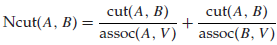 Ncut(A, B) = cut(A, B) / assoc(A, V) + cut(A, B) / assoc(B, V)